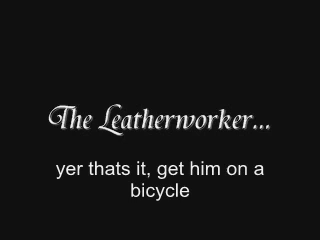 The Leatherworker...
yer thats it, get him on a
bicycle